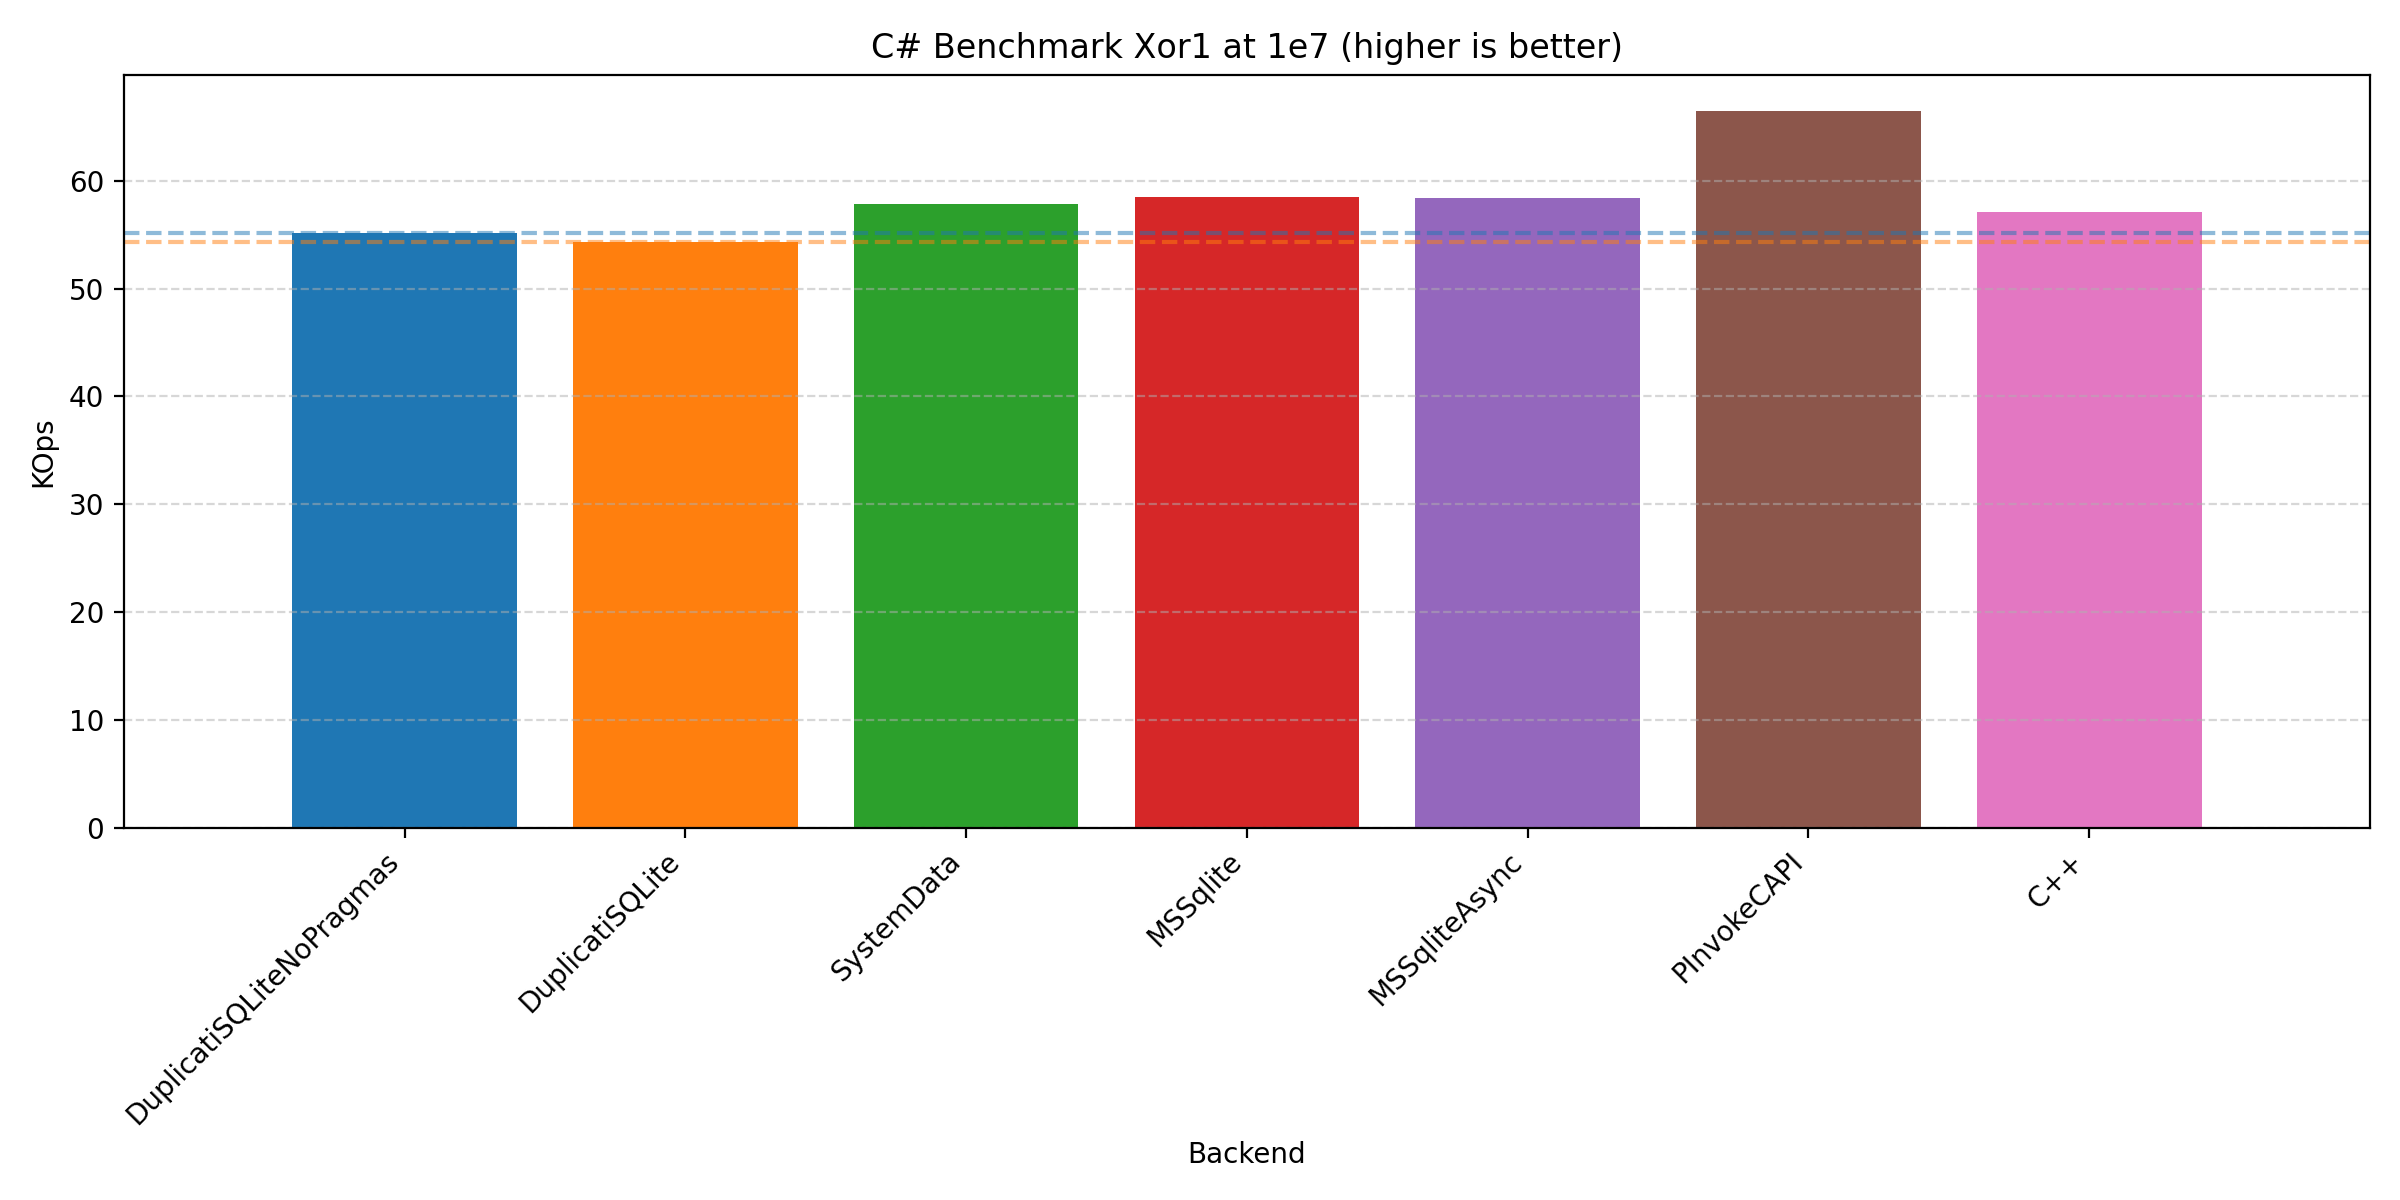 C# Benchmark Xor1 at 1e7 (higher is better)
KOps
60
50
40
30
20
10
0
DuplicatiSQLiteNoPragmas
DuplicatiSQLite
SystemData
MSSqlite
MSSqliteAsync
PInvokeCAPI
C++
Backend